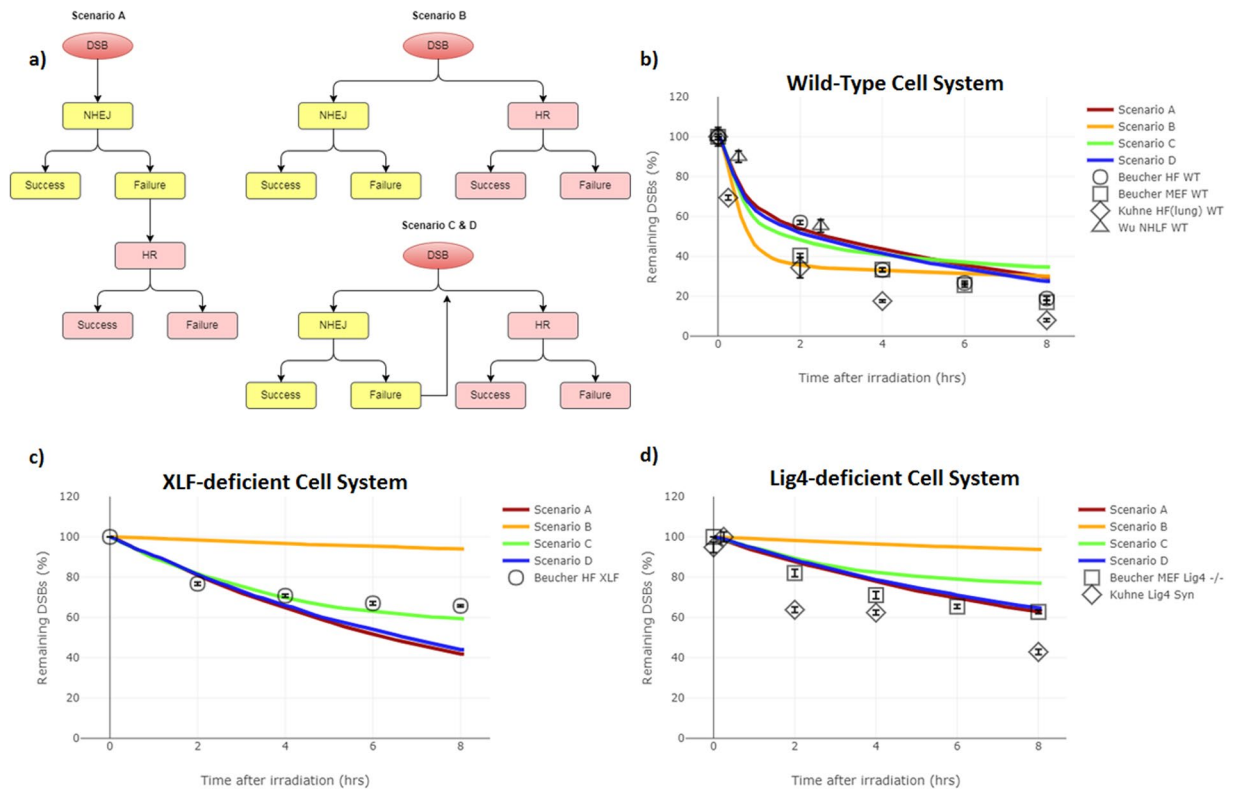 Scenario A
Scenario B
a)
DSB
DSB
NHEJ
NHEJ
HR
Success
Failure
Success
Failure
Success
Failure
HR
Success
Failure
Scenario C & D
DSB
NHEJ
HR
Success
Failure
Success
Failure
b)
Wild-Type Cell System
Remaining DSBs (%)
120
100
80
60
40
20
0
0
2
4
6
8
Time after irradiation (hrs)
Scenario A
Scenario B
Scenario C
Scenario D
Beucher HF WT
Beucher MEF WT
Kuhne HF(lung) WT
Wu NHLF WT
c)
XLF-deficient Cell System
Remaining DSBs (%)
120
100
80
60
40
20
0
0
2
4
6
8
Time after irradiation (hrs)
Scenario A
Scenario B
Scenario C
Scenario D
Beucher HF XLF
d)
Lig4-deficient Cell System
Remaining DSBs (%)
120
100
80
60
40
20
0
0
2
4
6
8
Time after irradiation (hrs)
Scenario A
Scenario B
Scenario C
Scenario D
Beucher MEF Lig4 -/-
Kuhne Lig4 Syn